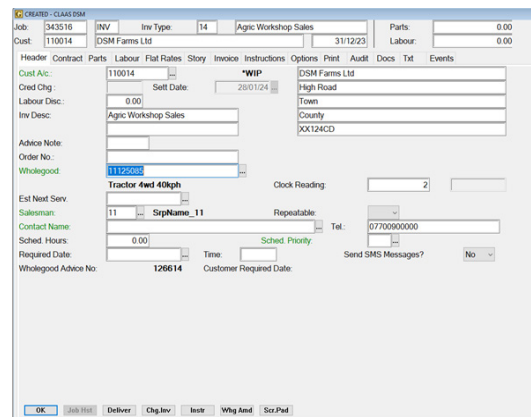 CREATED - CLAAS DSM
Job: 343516 INV Inv Type: 14 Agric Workshop Sales Parts: 0.00
Cust: 110014 DSM Farms Ltd 31/12/23 Labour: 0.00
Header Contract Parts Labour Flat Rates Story Invoice Instructions Options Print Audit Docs Txt Events
Cust A/c.: 110014 ... *WIP DSM Farms Ltd
Cred Chg : Sett Date: 28/01/24 ... High Road
Labour Disc.: 0.00 Town
Inv Desc: Agric Workshop Sales County
XX124CD
Advice Note:
Order No.:
Wholegood: 11125085 ...
Tractor 4wd 40kph Clock Reading: 2
Est Next Serv. ...
Salesman: 11 ... SrpName_11 Repeatable:
Contact Name: ... Tel.: 07700900000
Sched. Hours: 0.00 Sched. Priority: ...
Required Date: ... Time: Send SMS Messages? No
Wholegood Advice No: 126614 Customer Required Date:
OK Job Hst Deliver Chg.Inv Instr Whg Amd Scr.Pad